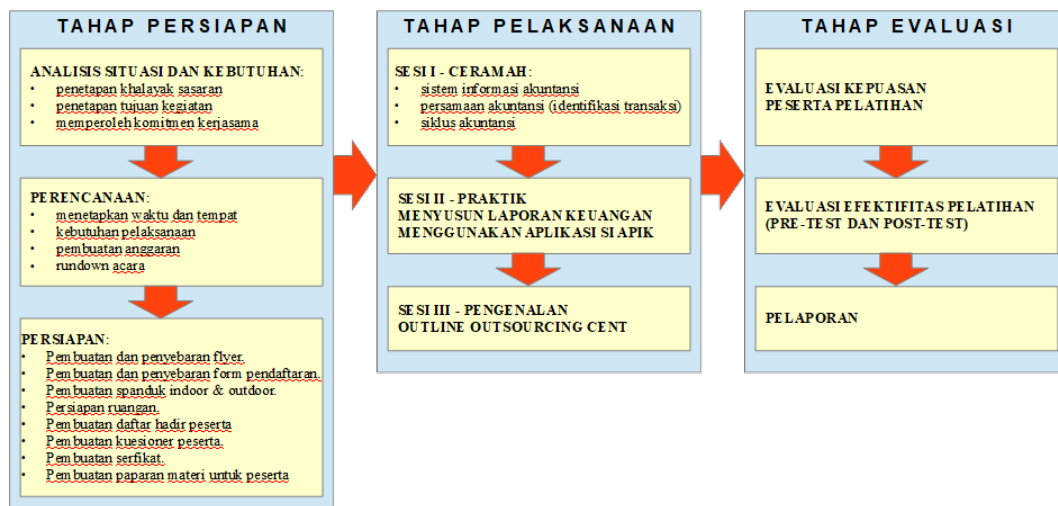 TAHAP PERSIAPAN
ANALISIS SITUASI DAN KEBUTUHAN:
• penetapan khalayak sasaran
• penetapan tujuan kegiatan
• memperoleh komitmen kerjasama
PERENCANAAN:
• menetapkan waktu dan tempat
• kebutuhan pelaksanaan
• pembuatan anggaran
• rundown acara
PERSIAPAN:
• Pembuatan dan penyebaran flyer.
• Pembuatan dan penyebaran form pendaftaran.
• Pembuatan spanduk indoor & outdoor.
• Persiapan ruangan.
• Pembuatan daftar hadir peserta
• Pembuatan kuesioner peserta.
• Pembuatan serfikat.
• Pembuatan paparan materi untuk peserta
TAHAP PELAKSANAAN
SESI I - CERAMAH:
• sistem informasi akuntansi
• persamaan akuntansi (identifikasi transaksi)
• siklus akuntansi
SESI II - PRAKTIK
MENYUSUN LAPORAN KEUANGAN
MENGGUNAKAN APLIKASI SI APIK
SESI III - PENGENALAN
OUTLINE OUTSOURCING CENT
TAHAP EVALUASI
EVALUASI KEPUASAN
PESERTA PELATIHAN
EVALUASI EFEKTIFITAS PELATIHAN
(PRE-TEST DAN POST-TEST)
PELAPORAN